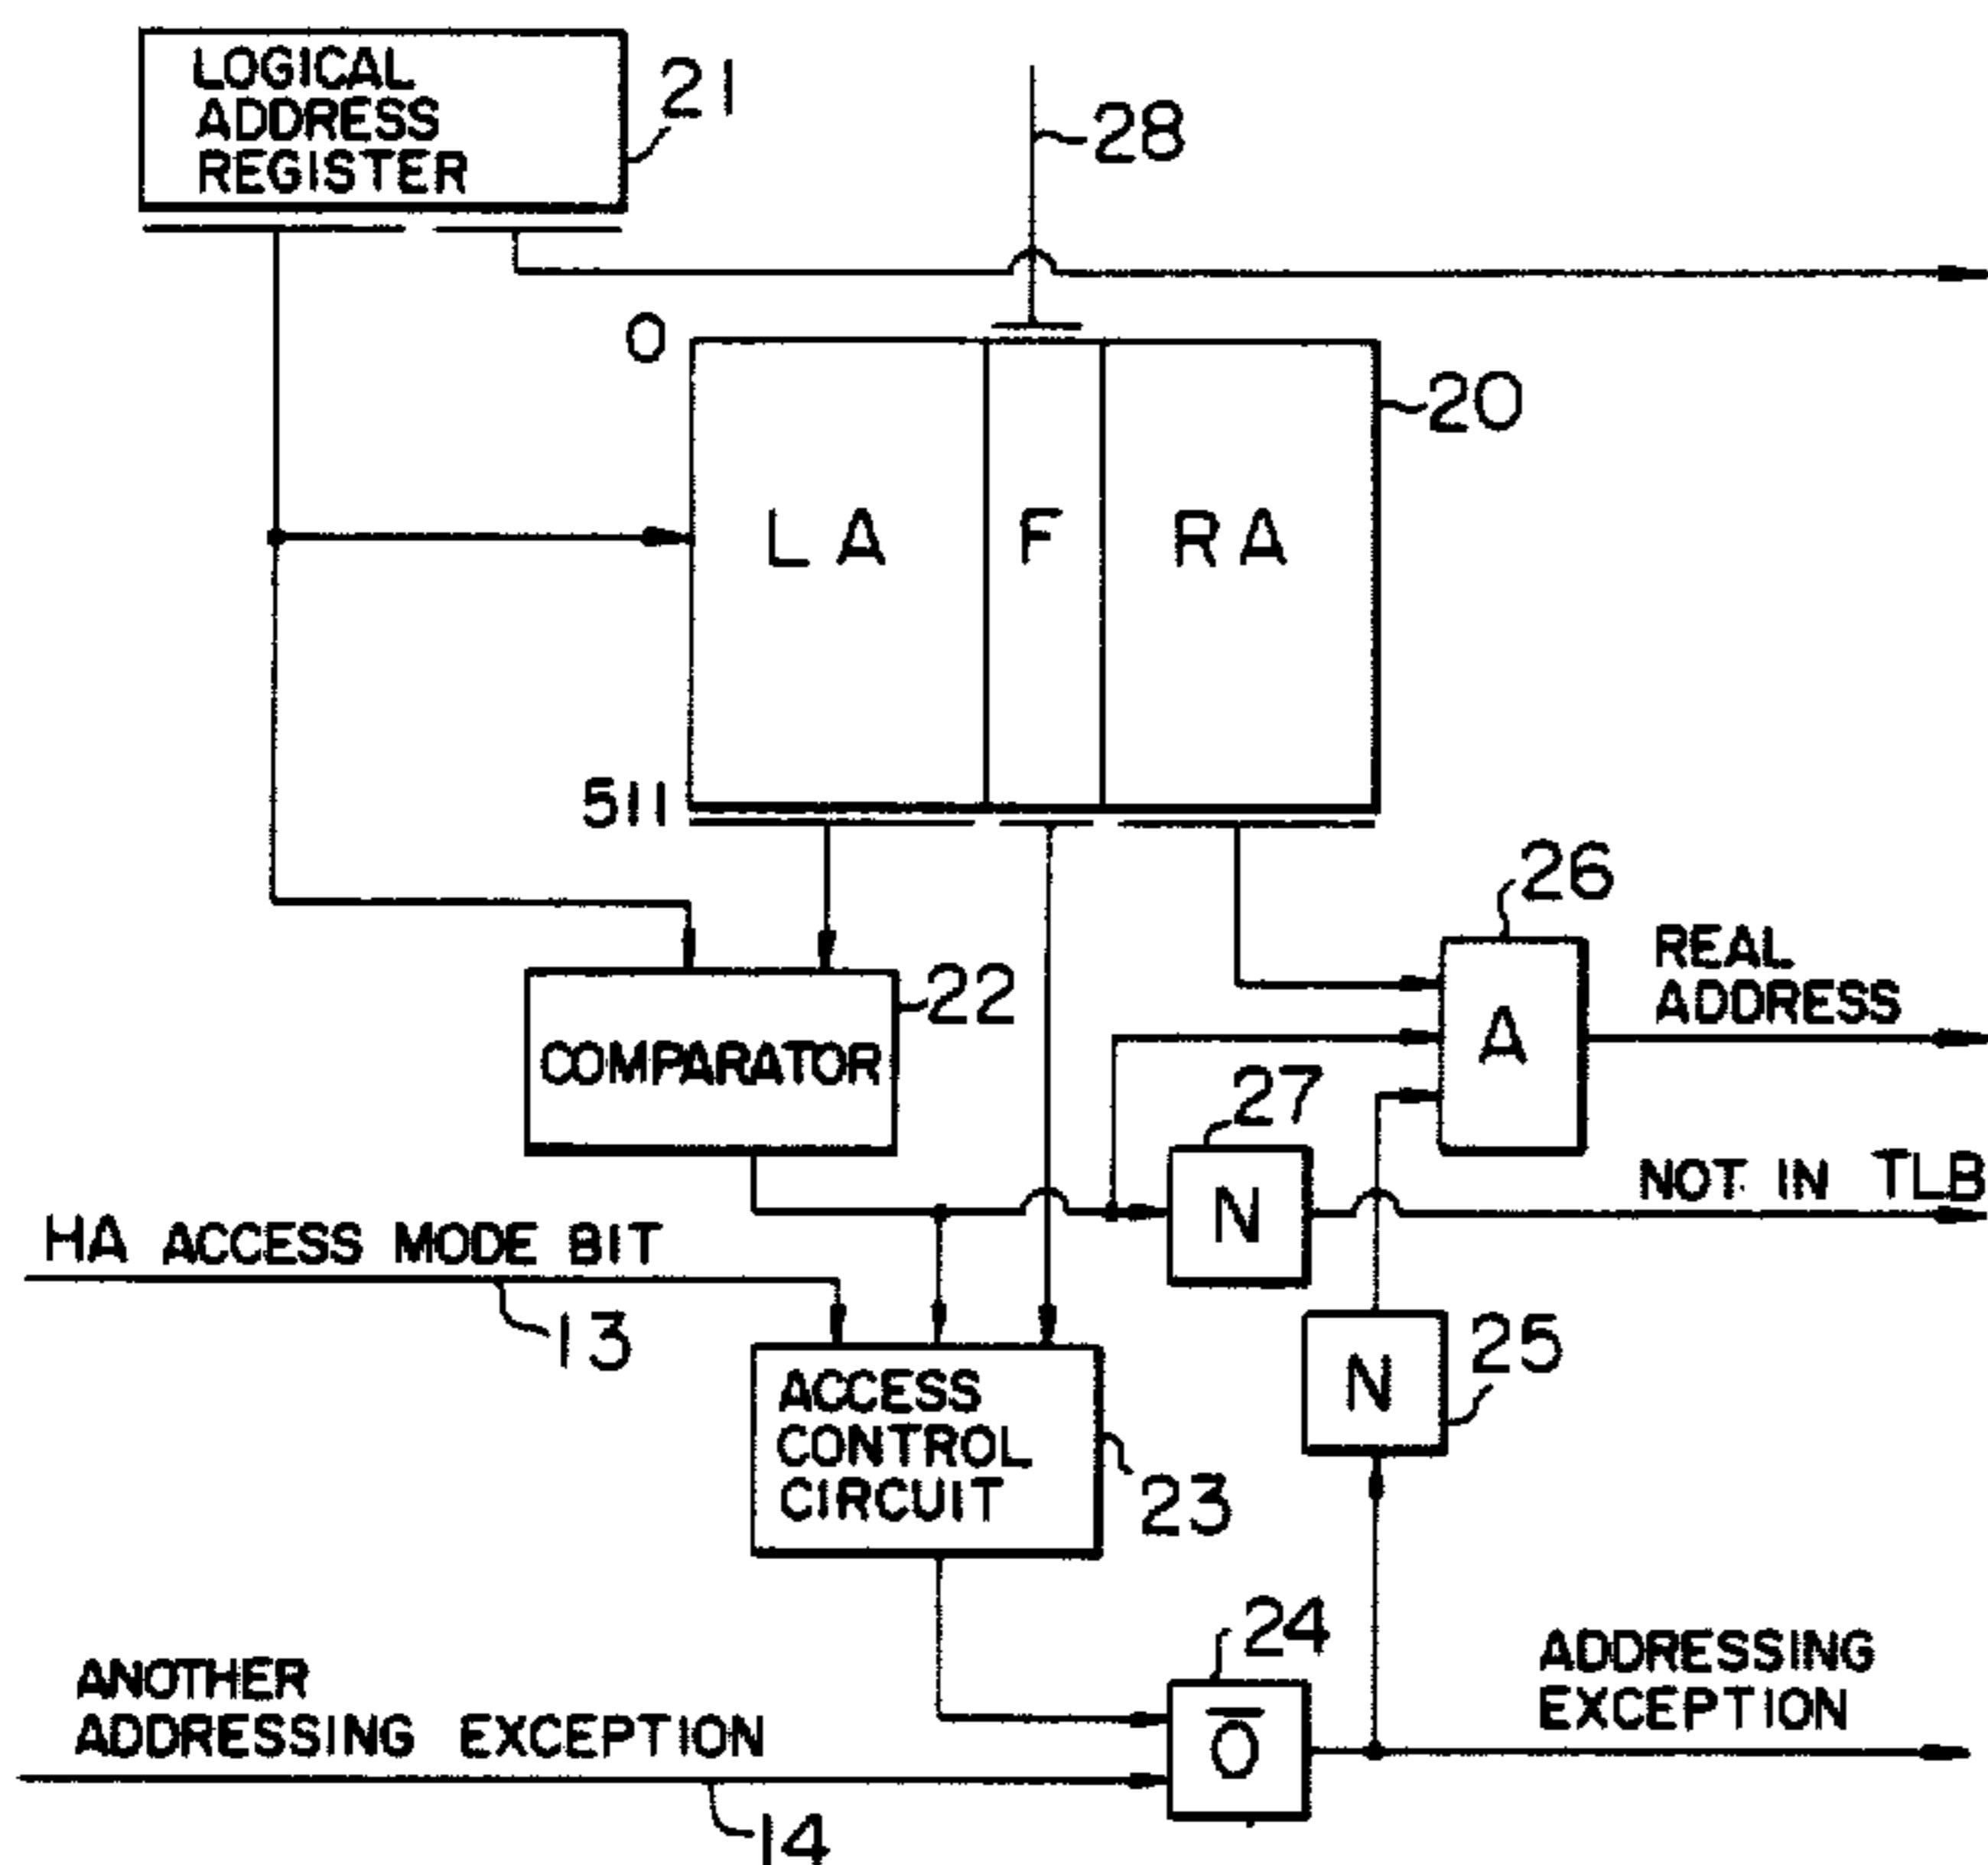 LOGICAL
ADDRESS
REGISTER
21
28
0
20
LA
F
RA
511
26
REAL
ADDRESS
22
COMPARATOR
A
27
N
NOT IN TLB
HA ACCESS MODE BIT
13
25
N
ACCESS
CONTROL
CIRCUIT
23
24
ANOTHER
ADDRESSING EXCEPTION
O̅
ADDRESSING
EXCEPTION
14